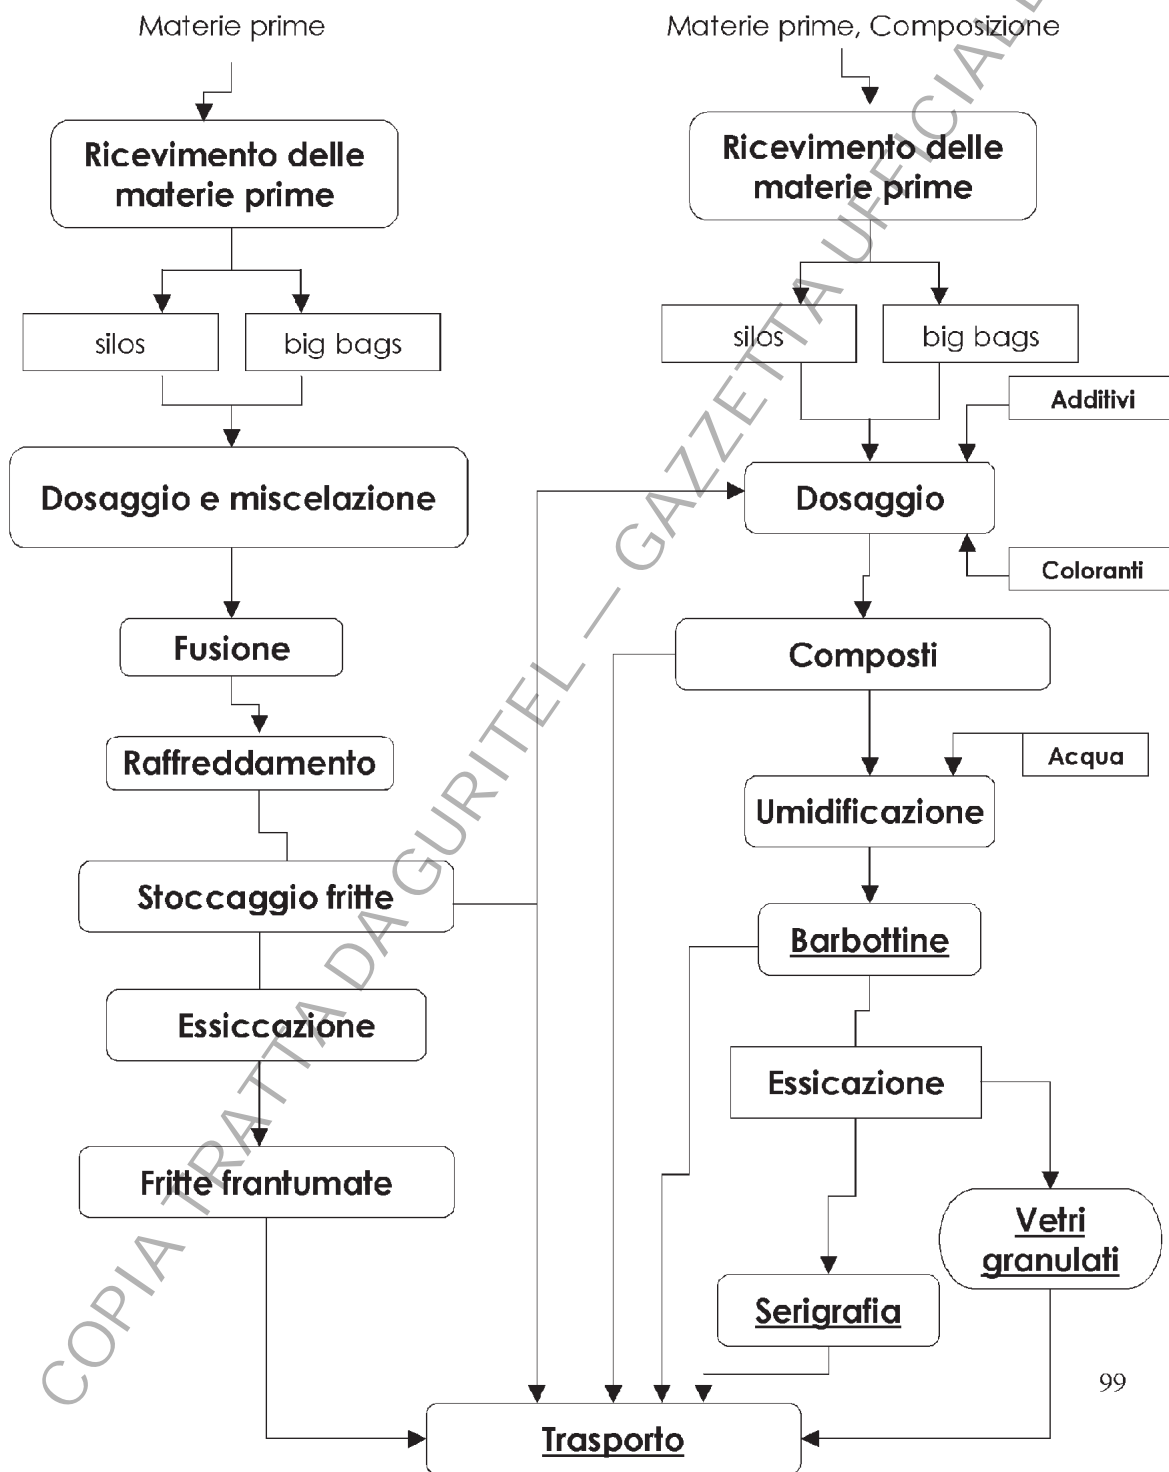 Materie prime
Ricevimento delle
materie prime
silos
big bags
Dosaggio e miscelazione
Fusione
Raffreddamento
Stoccaggio fritte
Essiccazione
Fritte frantumate
Materie prime, Composizione
Ricevimento delle
materie prime
silos
big bags
Additivi
Dosaggio
Coloranti
Composti
Acqua
Umidificazione
Barbottine
Essicazione
Vetri
granulati
Serigrafia
Trasporto
99
COPIA TRATTA DA GURITEL — GAZZETTA UFFICIALE